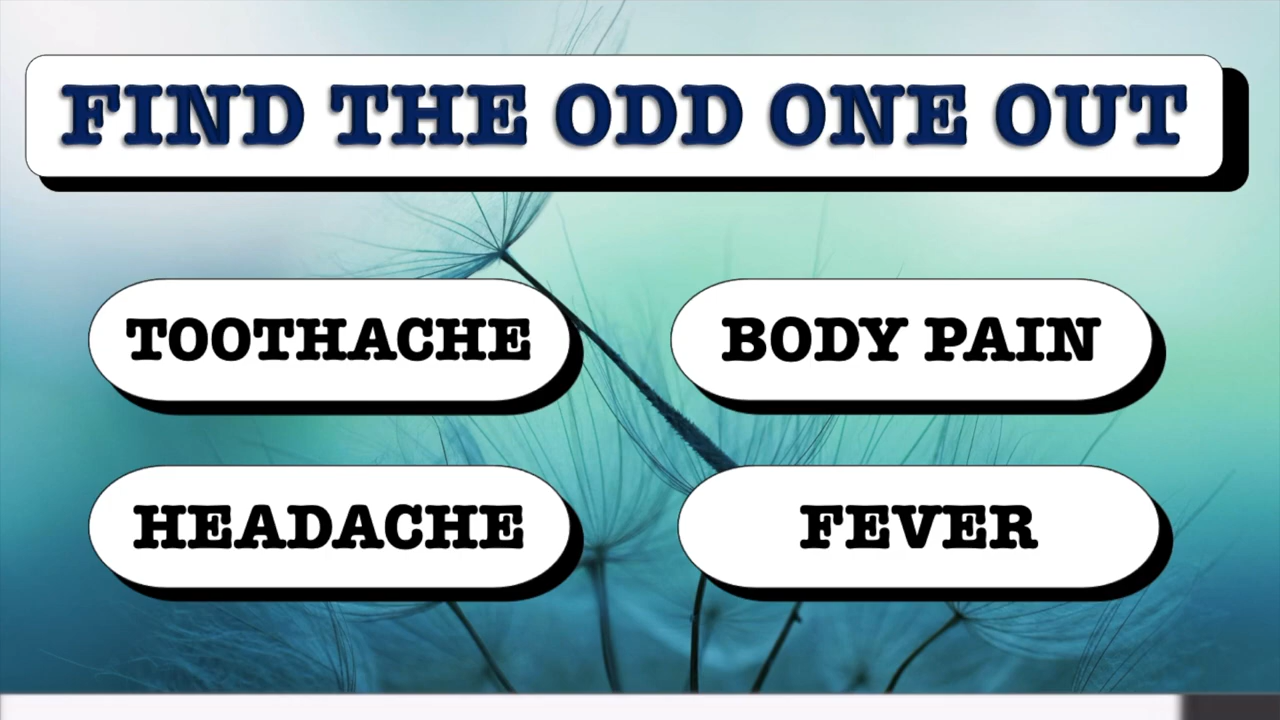 FIND THE ODD ONE OUT
TOOTHACHE
BODY PAIN
HEADACHE
FEVER